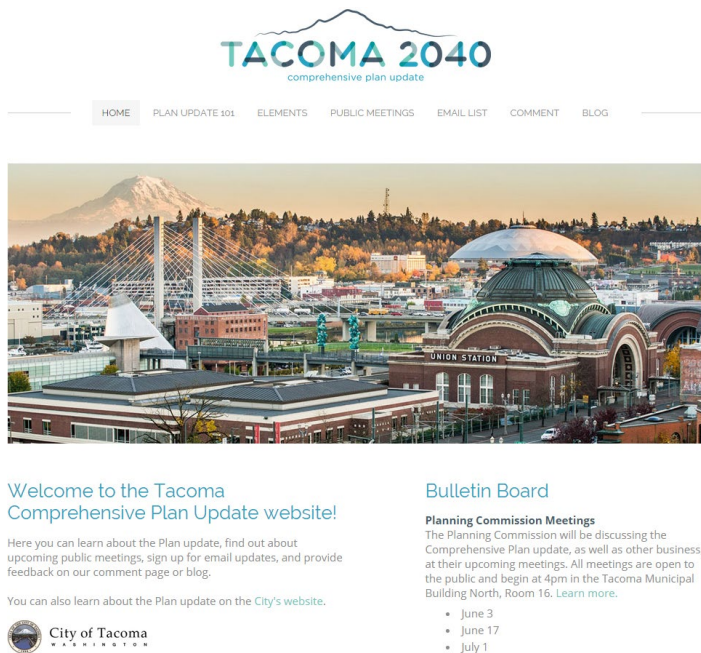 TACOMA 2040
comprehensive plan update
HOME PLAN UPDATE 101 ELEMENTS PUBLIC MEETINGS EMAIL LIST COMMENT BLOG
UNION STATION
Welcome to the Tacoma
Comprehensive Plan Update website!
Here you can learn about the Plan update, find out about
upcoming public meetings, sign up for email updates, and provide
feedback on our comment page or blog.
You can also learn about the Plan update on the City's website.
City of Tacoma
WASHINGTON
Bulletin Board
Planning Commission Meetings
The Planning Commission will be discussing the
Comprehensive Plan update, as well as other business
at their upcoming meetings. All meetings are open to
the public and begin at 4pm in the Tacoma Municipal
Building North, Room 16. Learn more.
June 3
June 17
July 1